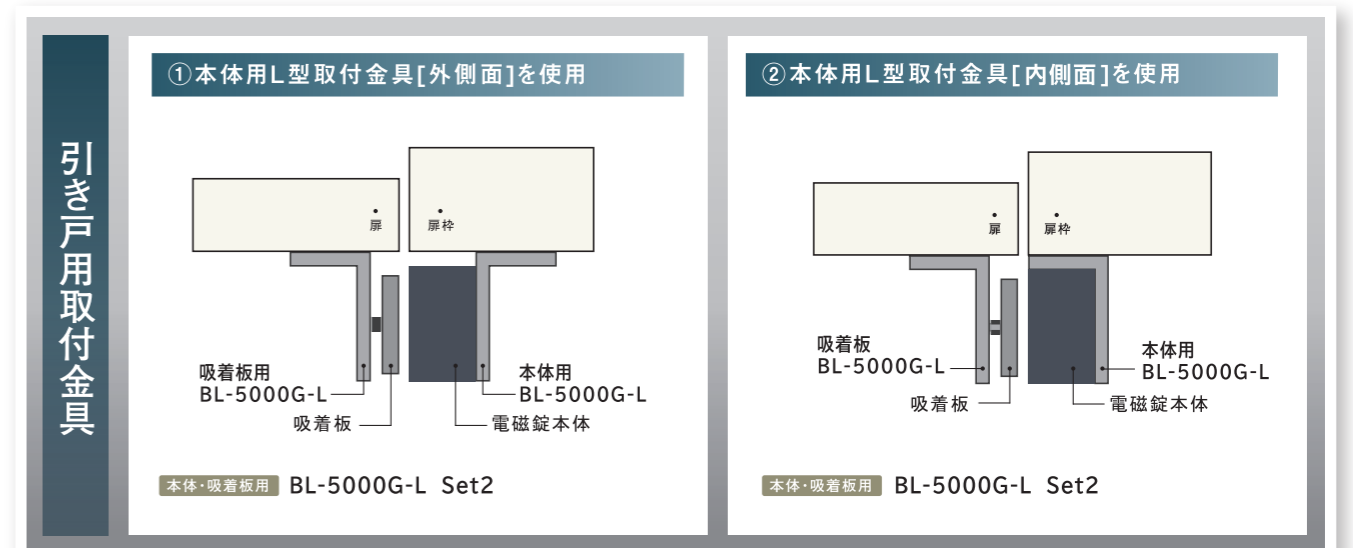 引き戸用取付金具
①本体用L型取付金具[外側面]を使用
扉
扉枠
吸着板用
BL-5000G-L
吸着板
本体用
BL-5000G-L
電磁錠本体
本体・吸着板用 BL-5000G-L Set2
②本体用L型取付金具[内側面]を使用
扉
扉枠
吸着板
BL-5000G-L
吸着板
本体用
BL-5000G-L
電磁錠本体
本体・吸着板用 BL-5000G-L Set2